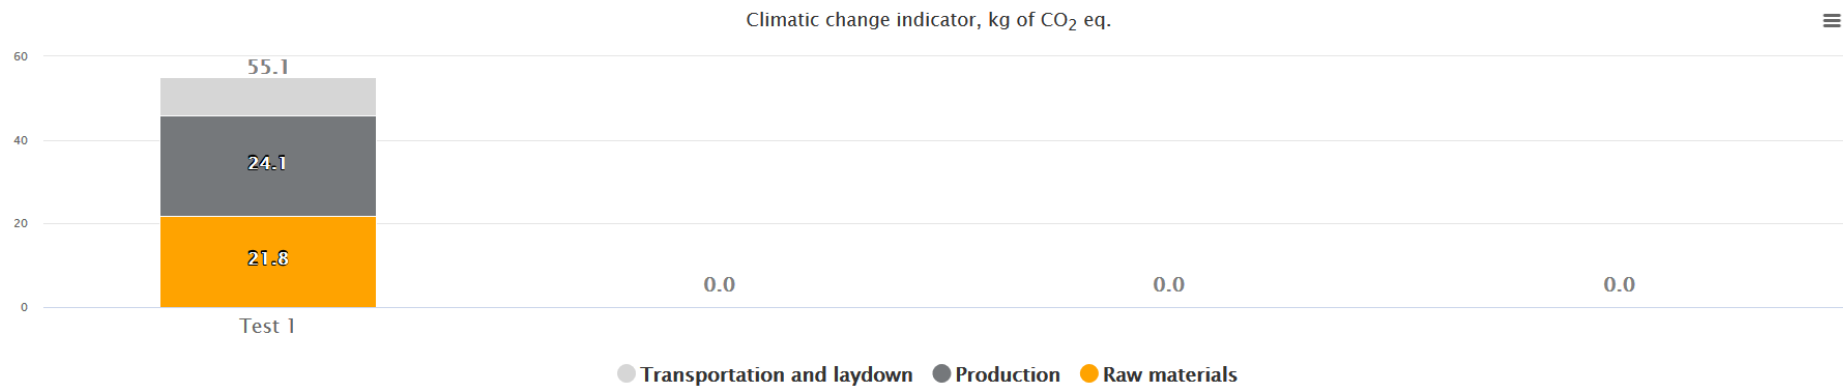 Climatic change indicator, kg of CO₂ eq.
60
55.1
40
24.1
20
21.8
0.0 0.0 0.0
0
Test 1
Transportation and laydown Production Raw materials